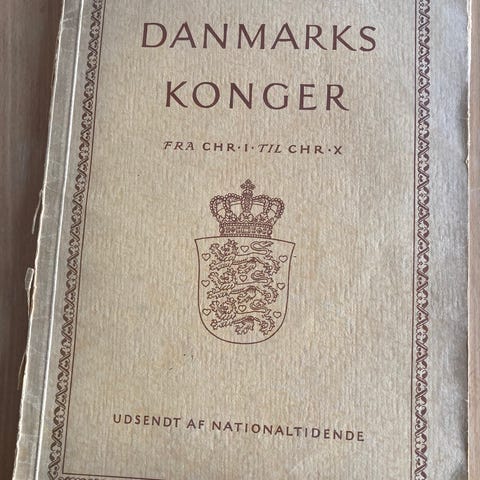 DANMARKS
KONGER
FRA CHR·I·TIL CHR·X
UDSENDT AF NATIONALTIDENDE